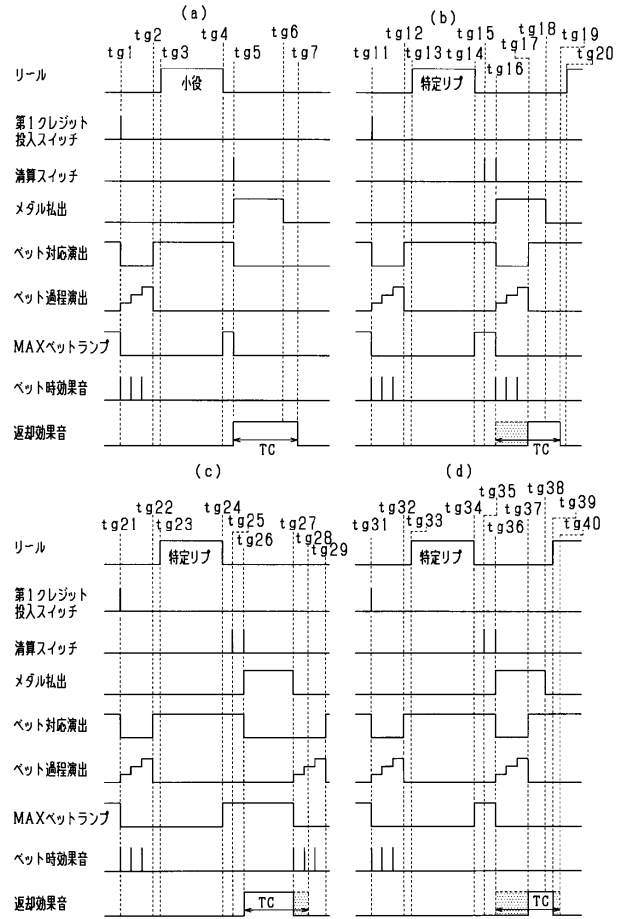 (a)
(b)
tg1 tg2 tg3 tg4 tg5 tg6 tg7
tg11 tg12 tg13 tg14 tg15 tg16 tg17 tg18 tg19 tg20
リール
小役
特定リプ
第1クレジット
投入スイッチ
清算スイッチ
メダル払出
ベット対応演出
ベット過程演出
MAXベットランプ
ベット時効果音
返却効果音
TC
TC
(c)
(d)
tg21 tg22 tg23 tg24 tg25 tg26 tg27 tg28 tg29
tg31 tg32 tg33 tg34 tg35 tg36 tg37 tg38 tg39 tg40
リール
特定リプ
特定リプ
第1クレジット
投入スイッチ
清算スイッチ
メダル払出
ベット対応演出
ベット過程演出
MAXベットランプ
ベット時効果音
返却効果音
TC
TC